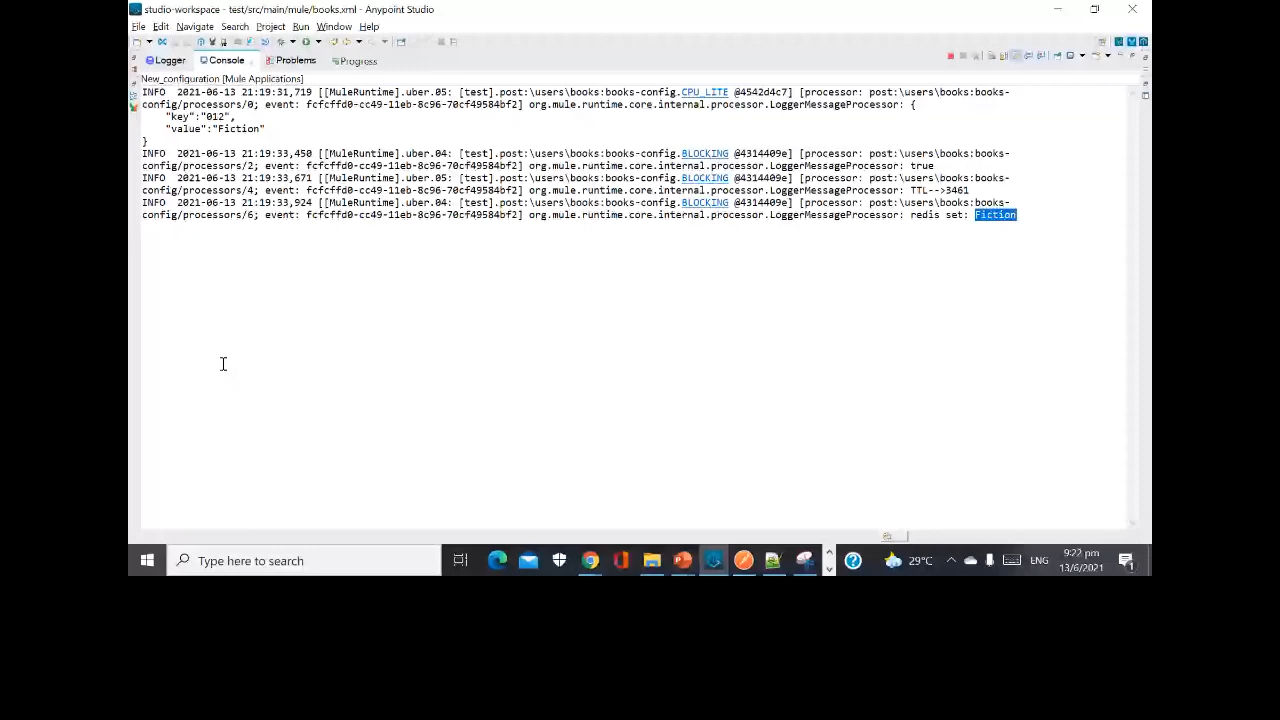 studio-workspace - test/src/main/mule/books.xml - Anypoint Studio
File Edit Navigate Search Project Run Window Help
Logger Console Problems Progress
New_configuration [Mule Applications]
INFO 2021-06-13 21:19:31,719 [[MuleRuntime].uber.05: [test].post:\users\books:books-config.CPU_LITE @4542d4c7] [processor: post:\users\books:books-
config/processors/0; event: fcfcffd0-cc49-11eb-8c96-70cf49584bf2] org.mule.runtime.core.internal.processor.LoggerMessageProcessor: {
"key":"012",
"value":"Fiction"
}
INFO 2021-06-13 21:19:33,450 [[MuleRuntime].uber.04: [test].post:\users\books:books-config.BLOCKING @4314409e] [processor: post:\users\books:books-
config/processors/2; event: fcfcffd0-cc49-11eb-8c96-70cf49584bf2] org.mule.runtime.core.internal.processor.LoggerMessageProcessor: true
INFO 2021-06-13 21:19:33,671 [[MuleRuntime].uber.05: [test].post:\users\books:books-config.BLOCKING @4314409e] [processor: post:\users\books:books-
config/processors/4; event: fcfcffd0-cc49-11eb-8c96-70cf49584bf2] org.mule.runtime.core.internal.processor.LoggerMessageProcessor: TTL-->3461
INFO 2021-06-13 21:19:33,924 [[MuleRuntime].uber.04: [test].post:\users\books:books-config.BLOCKING @4314409e] [processor: post:\users\books:books-
config/processors/6; event: fcfcffd0-cc49-11eb-8c96-70cf49584bf2] org.mule.runtime.core.internal.processor.LoggerMessageProcessor: redis set: Fiction
Type here to search
29°C
ENG
9:22 pm
13/6/2021
1